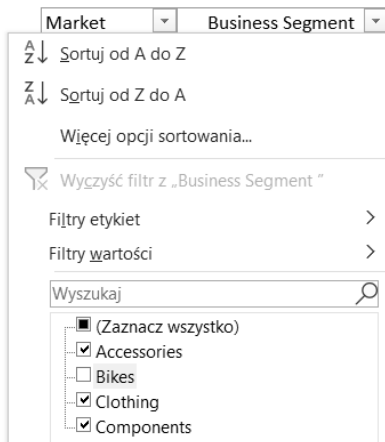 Market Business Segment
Sortuj od A do Z
Sortuj od Z do A
Więcej opcji sortowania...
Wyczyść filtr z „Business Segment ”
Filtry etykiet
Filtry wartości
Wyszukaj
(Zaznacz wszystko)
Accessories
Bikes
Clothing
Components